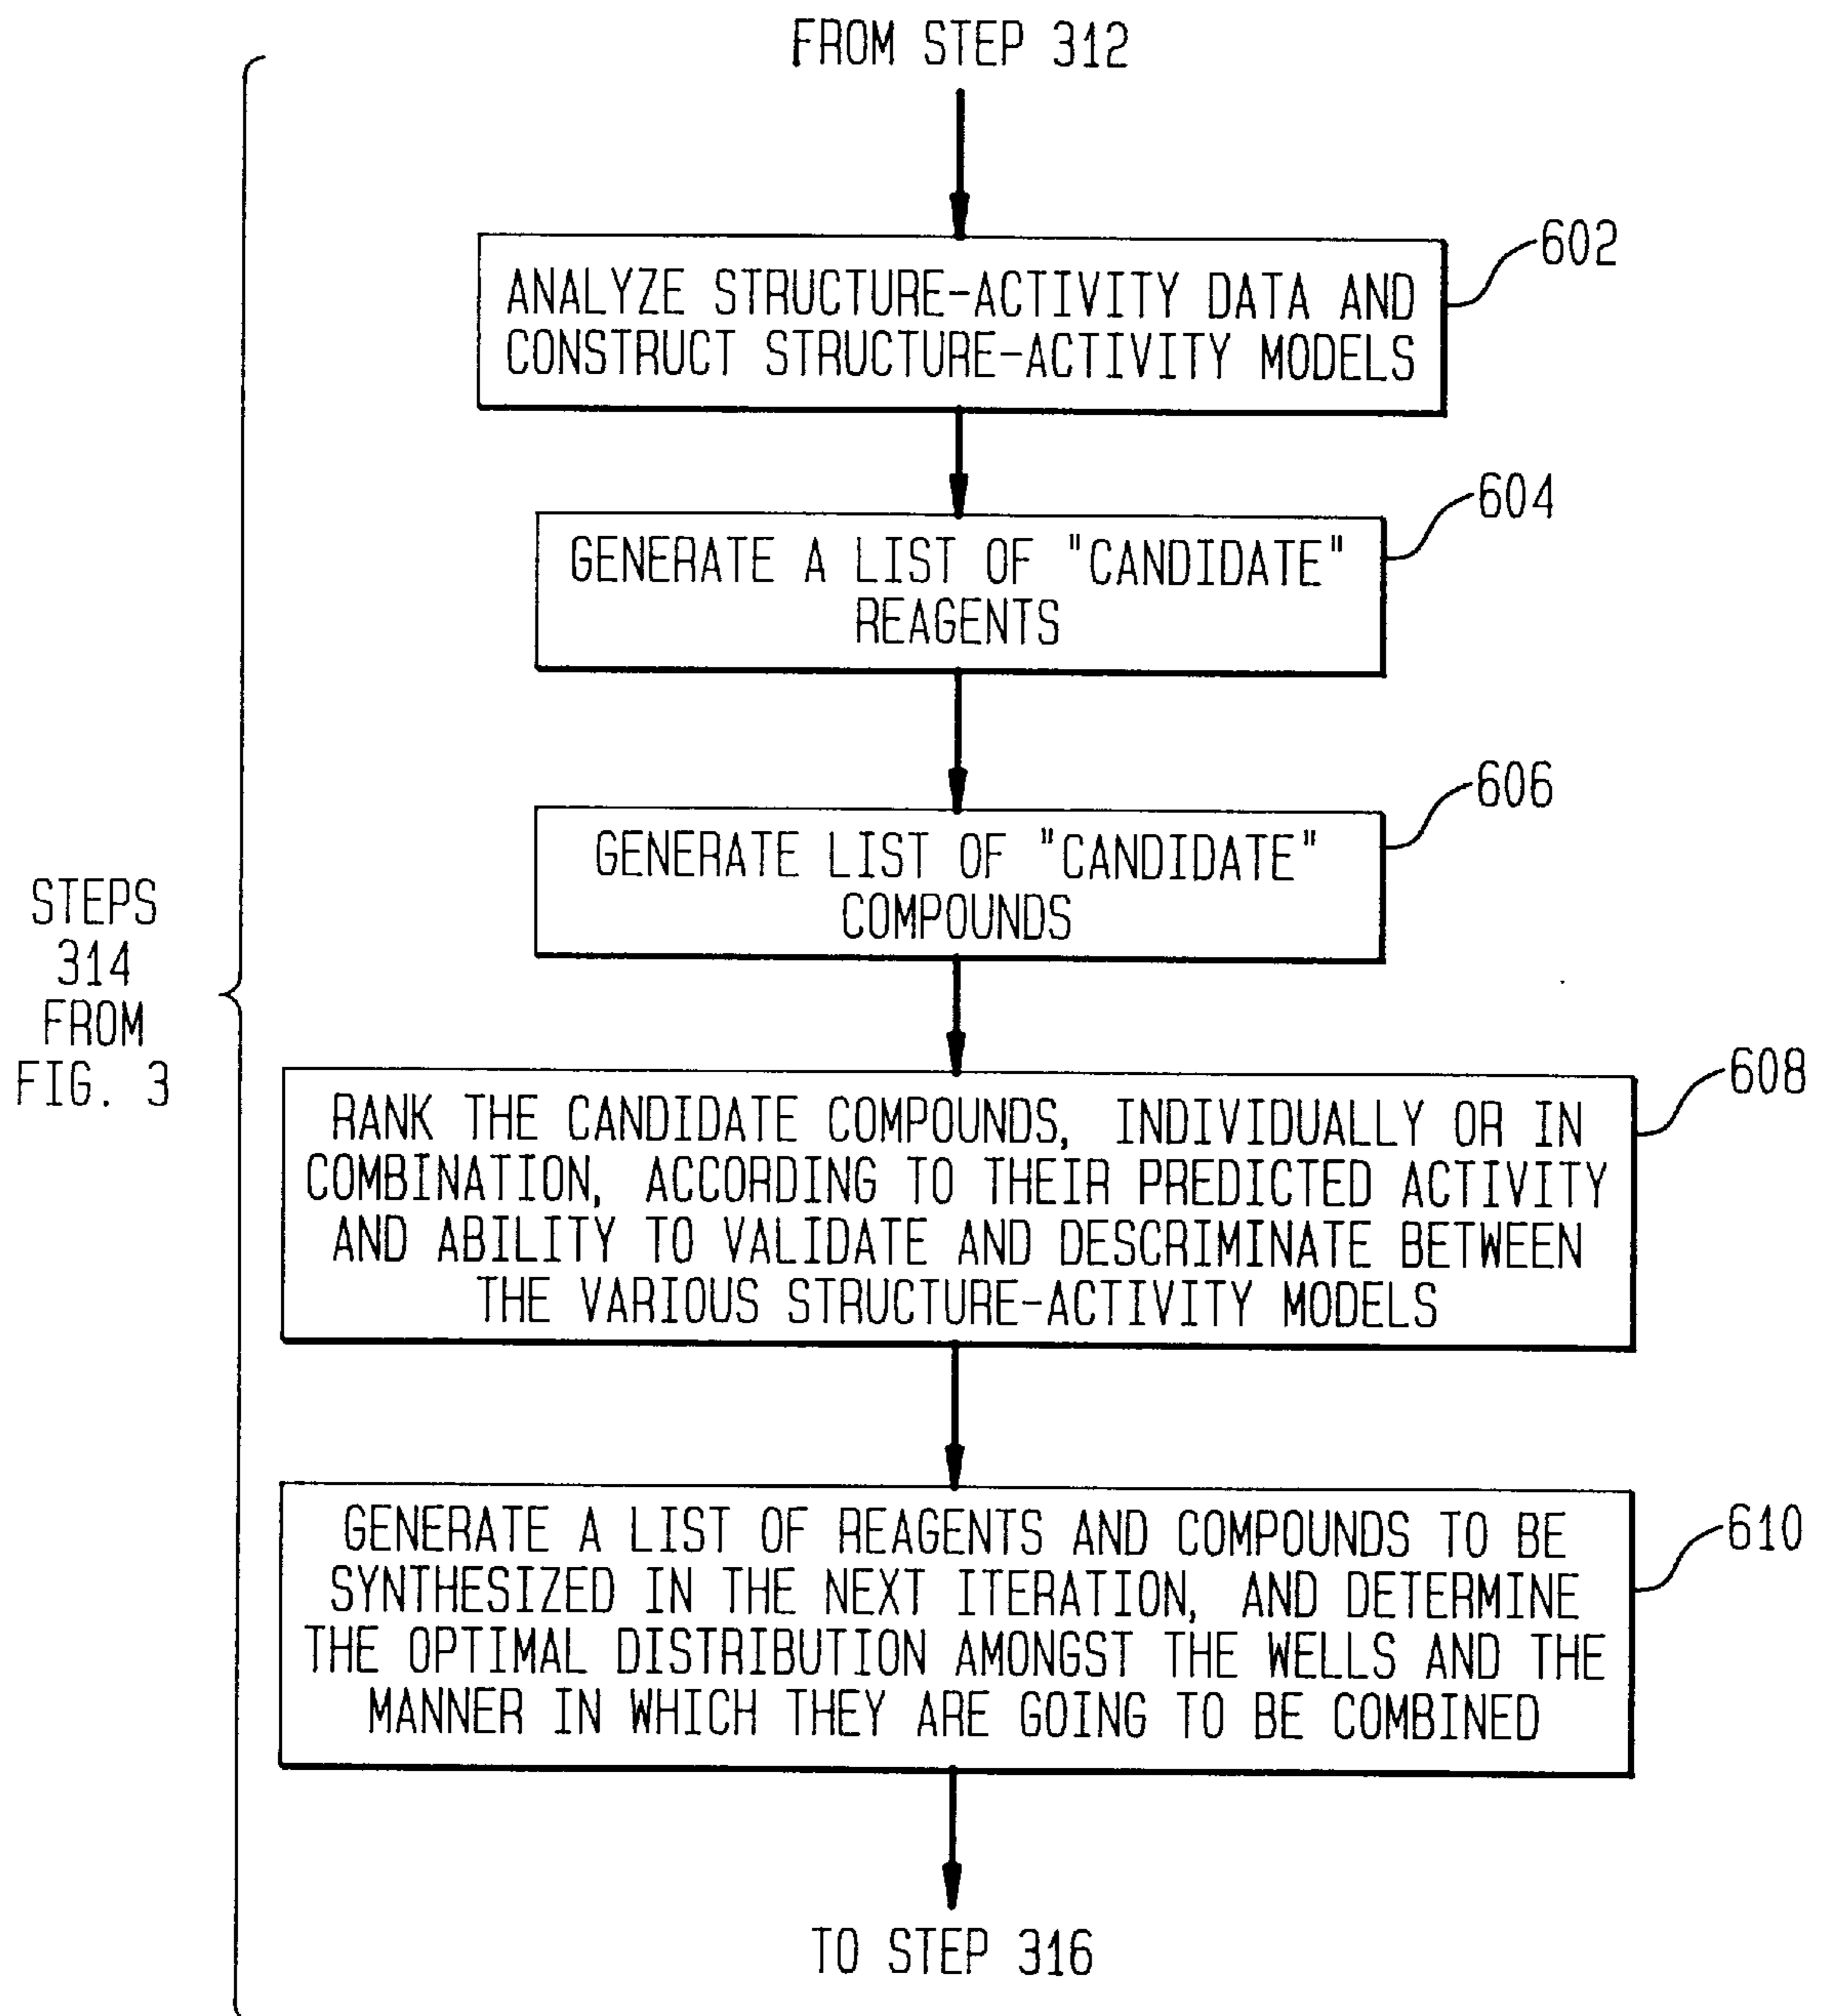 FROM STEP 312
602
ANALYZE STRUCTURE-ACTIVITY DATA AND
CONSTRUCT STRUCTURE-ACTIVITY MODELS
604
GENERATE A LIST OF "CANDIDATE"
REAGENTS
606
GENERATE LIST OF "CANDIDATE"
COMPOUNDS
STEPS
314
FROM
FIG. 3
608
RANK THE CANDIDATE COMPOUNDS, INDIVIDUALLY OR IN
COMBINATION, ACCORDING TO THEIR PREDICTED ACTIVITY
AND ABILITY TO VALIDATE AND DESCRIMINATE BETWEEN
THE VARIOUS STRUCTURE-ACTIVITY MODELS
610
GENERATE A LIST OF REAGENTS AND COMPOUNDS TO BE
SYNTHESIZED IN THE NEXT ITERATION, AND DETERMINE
THE OPTIMAL DISTRIBUTION AMONGST THE WELLS AND THE
MANNER IN WHICH THEY ARE GOING TO BE COMBINED
TO STEP 316